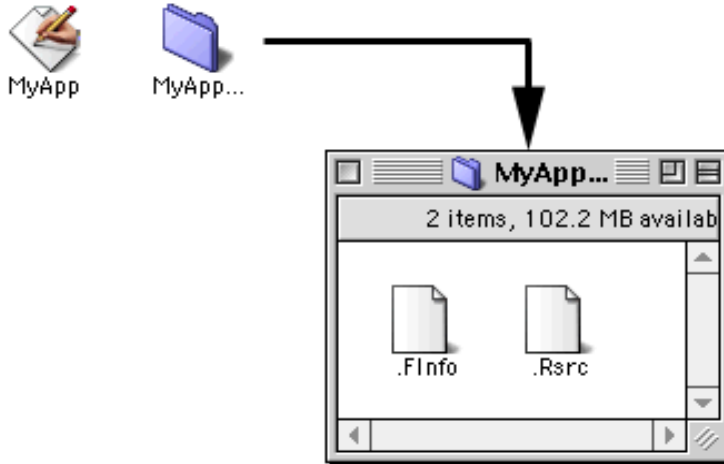 MyApp
MyApp...
MyApp...
2 items, 102.2 MB availab
.FInfo
.Rsrc